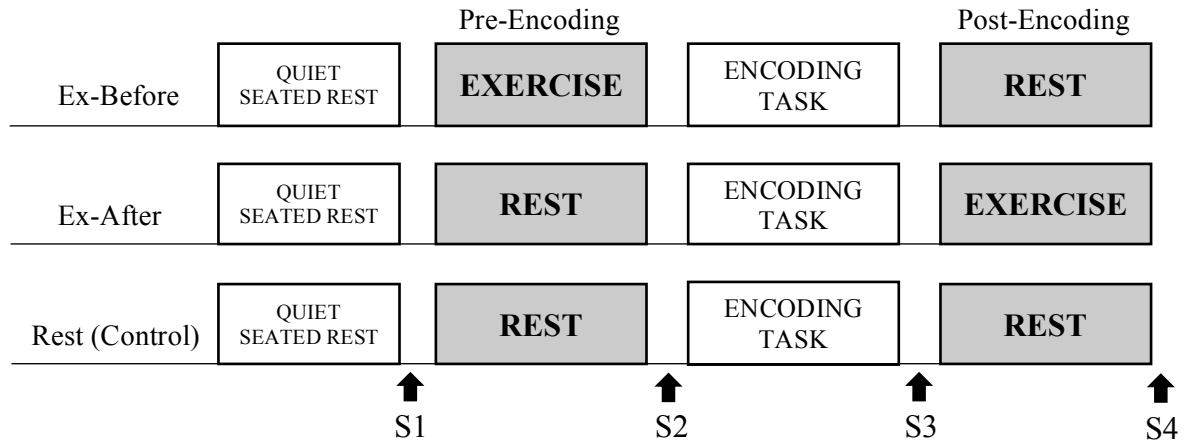 Pre-Encoding Post-Encoding
Ex-Before
QUIET
SEATED REST
EXERCISE
ENCODING
TASK
REST
Ex-After
QUIET
SEATED REST
REST
ENCODING
TASK
EXERCISE
Rest (Control)
QUIET
SEATED REST
REST
ENCODING
TASK
REST
S1 S2 S3 S4